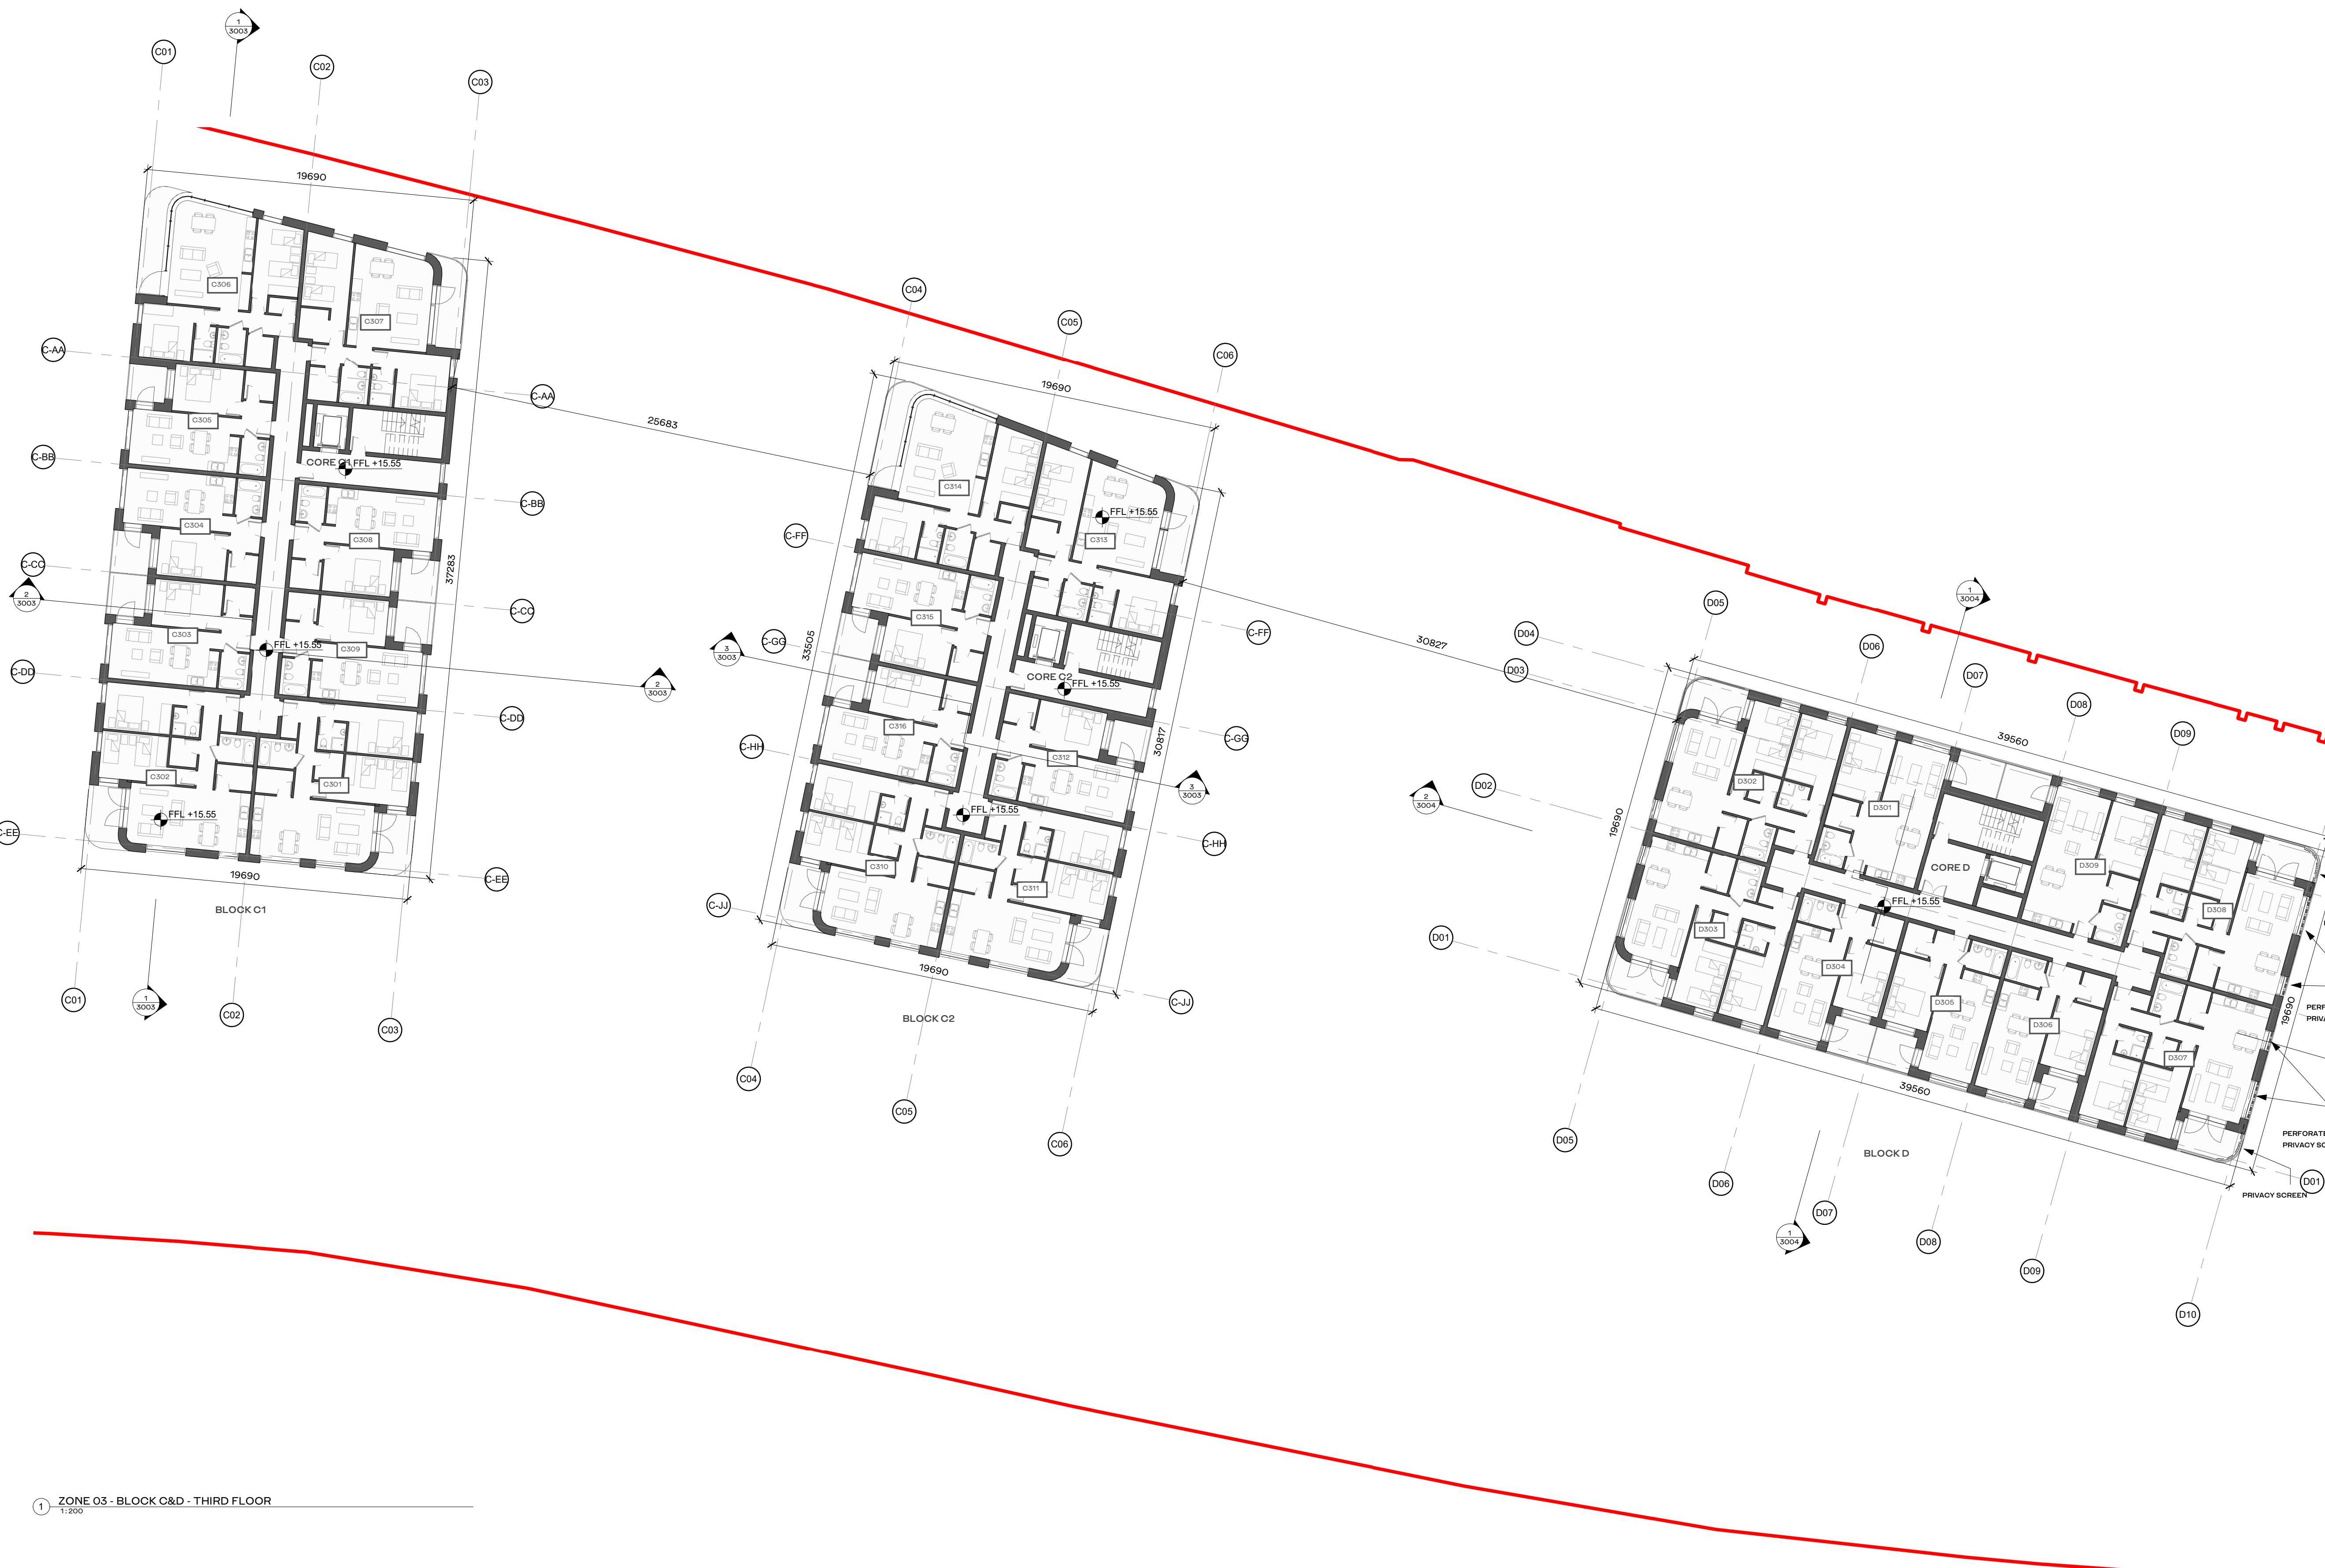 1
3003
C01
C02
C03
19690
C306
C307
C-AA
C-AA
C305
C-BB
CORE C1
FFL +15.55
C-BB
C304
C308
C-CC
37283
2
3003
C-CC
C303
FFL +15.55
C309
C-DD
2
3003
C-DD
C302
C301
FFL +15.55
C-EE
19690
C-EE
BLOCK C1
C01
1
3003
C02
C03
25683
C04
C05
C06
19690
C314
FFL +15.55
C313
C-FF
C315
C-FF
33505
C-GG
3
3003
CORE C2
FFL +15.55
C316
C-GG
C-HH
C312
30817
3
3003
FFL +15.55
C-HH
C310
C311
C-JJ
19690
C-JJ
BLOCK C2
C04
C05
C06
30827
D05
1
3004
D04
D06
D03
D07
D08
D09
39560
D02
2
3004
D302
D301
19690
CORE D
D309
FFL +15.55
D308
D01
D303
D304
D305
D306
D307
19690
39560
BLOCK D
PRIVACY SCREEN
D01
D05
D06
D07
1
3004
D08
D09
D10
1
ZONE 03 - BLOCK C&D - THIRD FLOOR
1:200